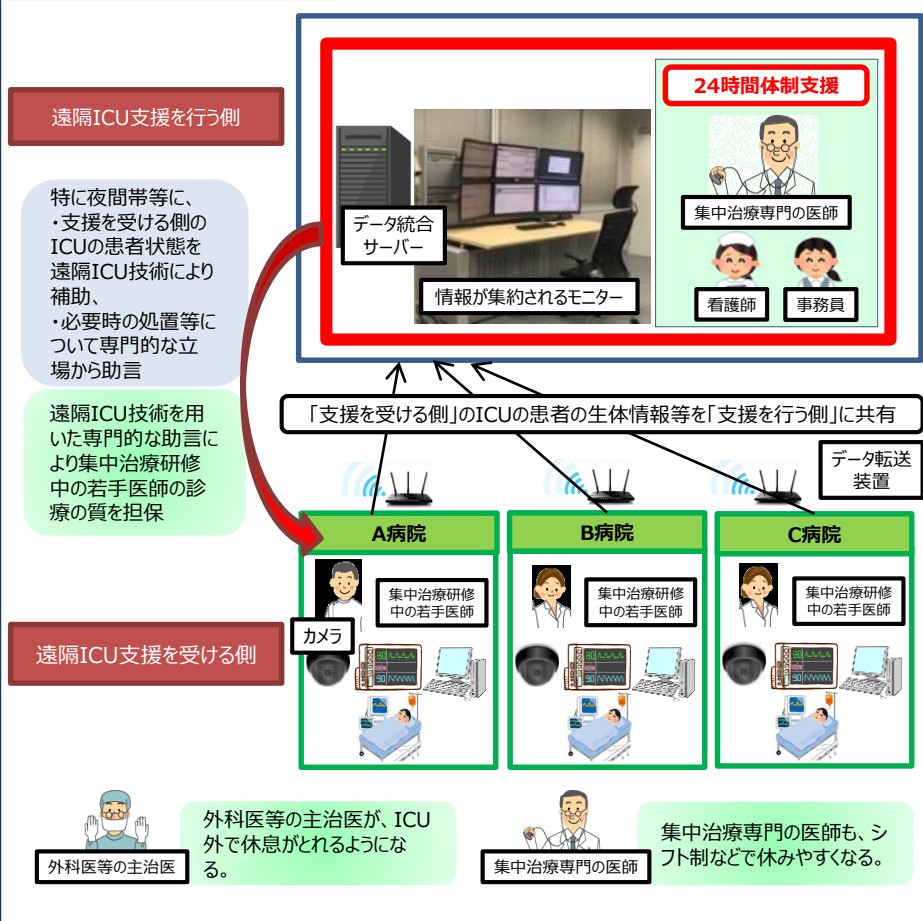 遠隔ICU支援を行う側
24時間体制支援
集中治療専門の医師
看護師
事務員
データ統合
サーバー
情報が集約されるモニター
特に夜間帯等に、
・支援を受ける側の
ICUの患者状態を
遠隔ICU技術により
補助、
・必要時の処置等に
ついて専門的な立
場から助言
遠隔ICU技術を用
いた専門的な助言に
より集中治療研修
中の若手医師の診
療の質を担保
「支援を受ける側」のICUの患者の生体情報等を「支援を行う側」に共有
データ転送
装置
A病院
B病院
C病院
集中治療研修
中の若手医師
集中治療研修
中の若手医師
集中治療研修
中の若手医師
カメラ
遠隔ICU支援を受ける側
80
90
80
90
80
90
外科医等の主治医
外科医等の主治医が、ICU
外で休息がとれるようにな
る。
集中治療専門の医師
集中治療専門の医師も、シ
フト制などで休みやすくなる。